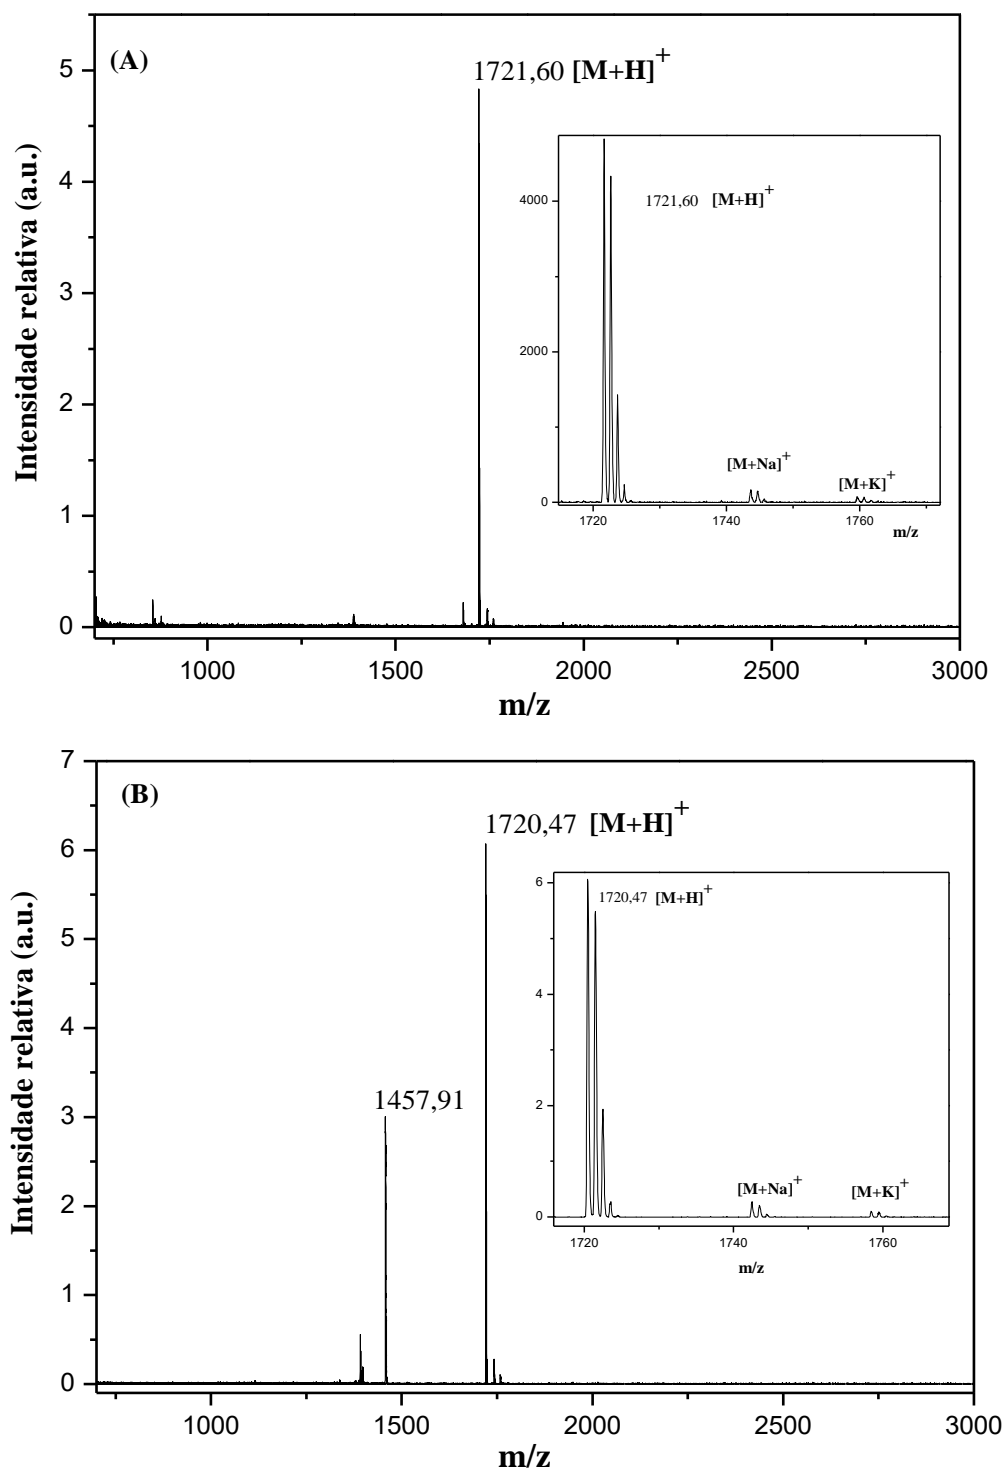 (A)
1721,60 [M+H]+
5
4
3
2
1
0
Intensidade relativa (a.u.)
1000
1500
2000
2500
3000
m/z
1721,60 [M+H]+
4000
2000
0
[M+Na]+
[M+K]+
1720
1740
1760
m/z
(B)
1720,47 [M+H]+
7
6
5
4
3
2
1
0
Intensidade relativa (a.u.)
1457,91
1000
1500
2000
2500
3000
m/z
1720,47 [M+H]+
6
4
2
0
[M+Na]+
[M+K]+
1720
1740
1760
m/z